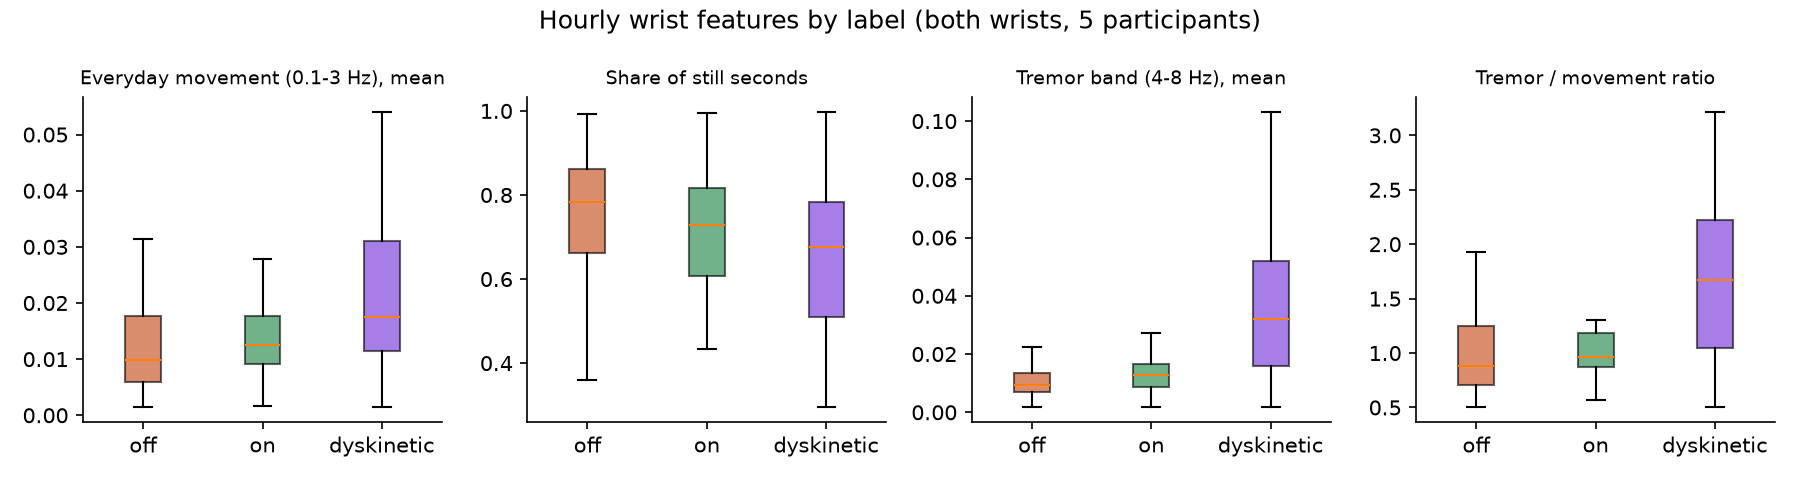 Hourly wrist features by label (both wrists, 5 participants)
Everyday movement (0.1-3 Hz), mean
0.05
0.04
0.03
0.02
0.01
0.00
off on dyskinetic
Share of still seconds
1.0
0.8
0.6
0.4
off on dyskinetic
Tremor band (4-8 Hz), mean
0.10
0.08
0.06
0.04
0.02
0.00
off on dyskinetic
Tremor / movement ratio
3.0
2.5
2.0
1.5
1.0
0.5
off on dyskinetic